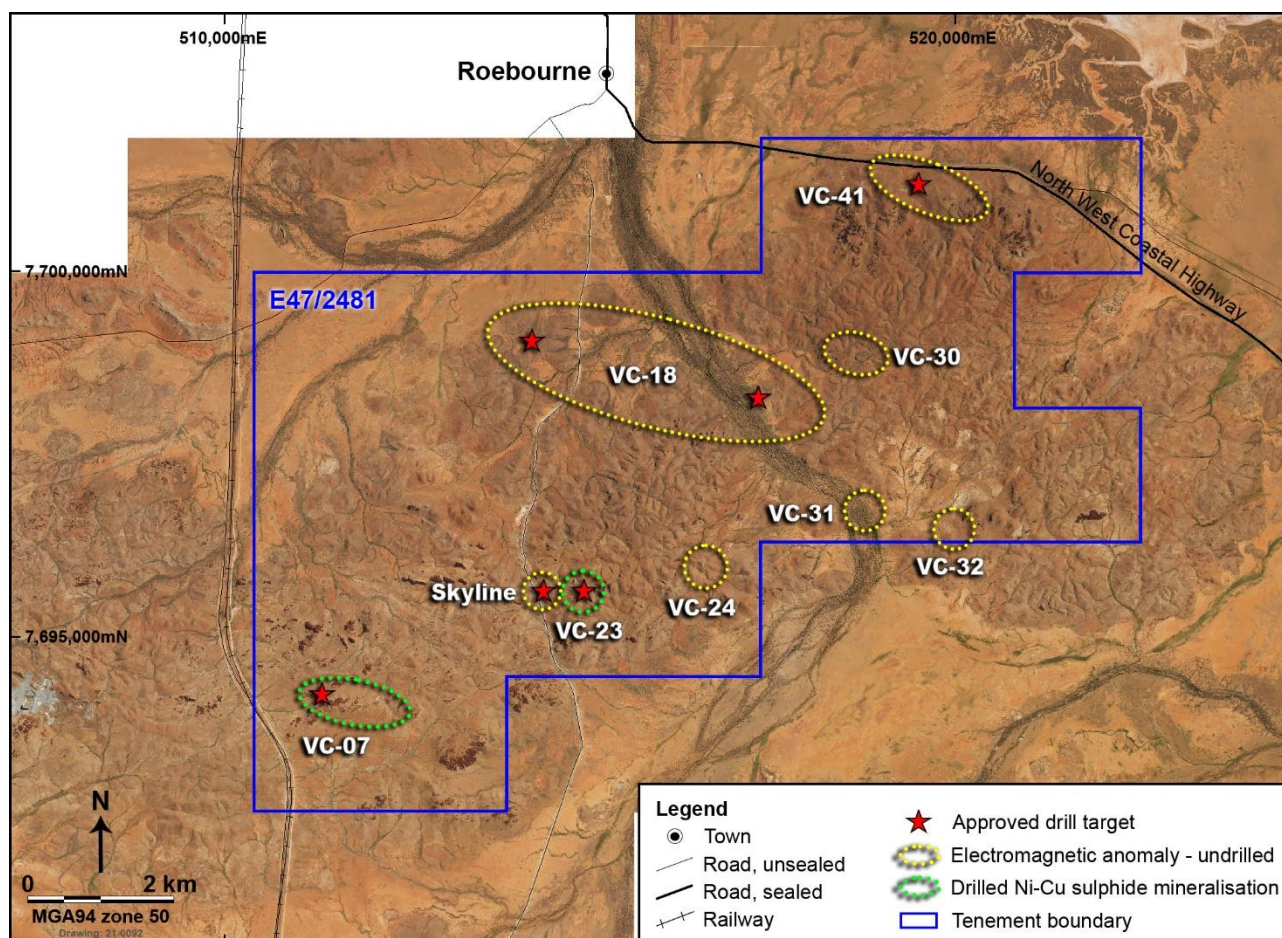 510,000mE
520,000mE
Roebourne
VC-41
North West Coastal Highway
7,700,000mN
E47/2481
VC-30
VC-18
VC-31
VC-32
VC-24
Skyline
VC-23
7,695,000mN
VC-07
N
0 2 km
MGA94 zone 50
Drawing: 21-0092
Legend
Town
Road, unsealed
Road, sealed
Railway
Approved drill target
Electromagnetic anomaly - undrilled
Drilled Ni-Cu sulphide mineralisation
Tenement boundary